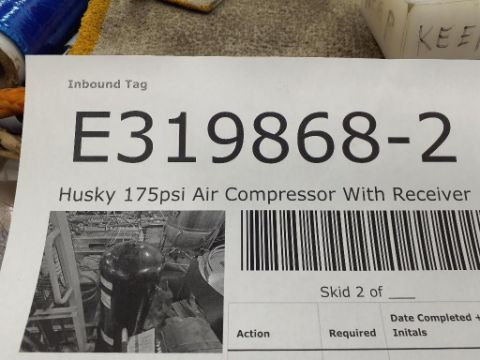 KEEP
Inbound Tag
E319868-2
Husky 175psi Air Compressor With Receiver
Skid 2 of ___
Action Required Date Completed +
Initals